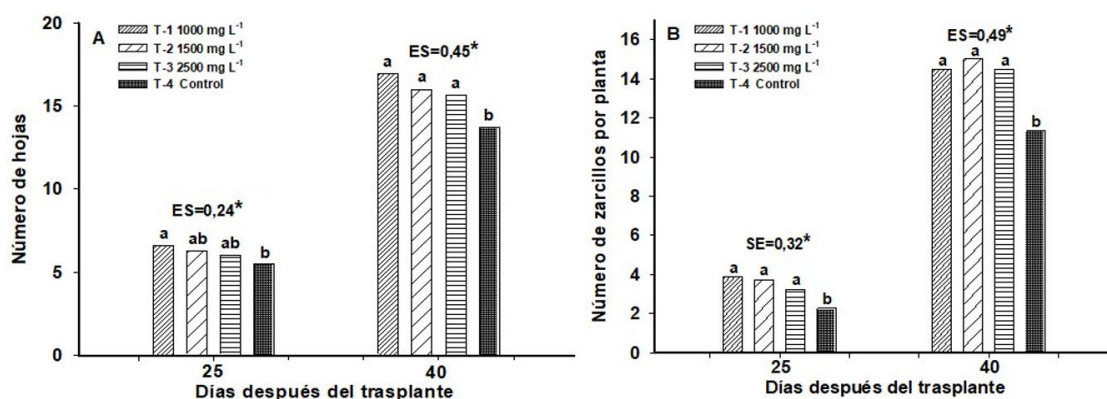 A
T-1 1000 mg L⁻¹
T-2 1500 mg L⁻¹
T-3 2500 mg L⁻¹
T-4 Control
ES=0,45*
a
a
a
b
ES=0,24*
a
ab
ab
b
20
15
10
5
0
Número de hojas
25
40
Días después del trasplante
B
T-1 1000 mg L⁻¹
T-2 1500 mg L⁻¹
T-3 2500 mg L⁻¹
T-4 Control
ES=0,49*
a
a
a
b
SE=0,32*
a
a
a
b
16
14
12
10
8
6
4
2
0
Número de zarcillos por planta
25
40
Días después del trasplante